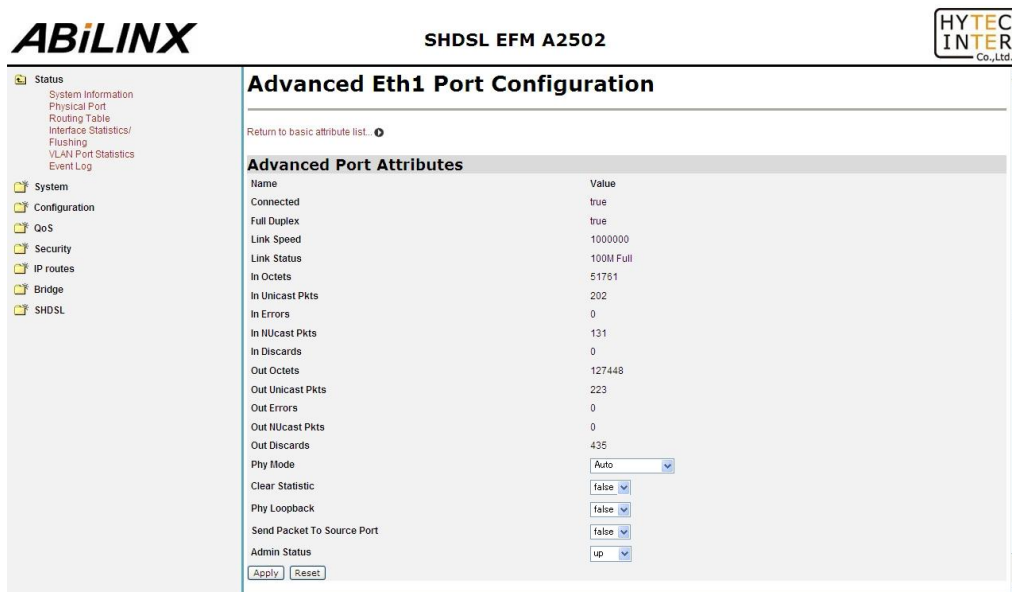 ABiLINX
SHDSL EFM A2502
HYTEC
INTER
Co.,Ltd.
Status
System Information
Physical Port
Routing Table
Interface Statistics/
Flushing
VLAN Port Statistics
Event Log
System
Configuration
QoS
Security
IP routes
Bridge
SHDSL
Advanced Eth1 Port Configuration
Return to basic attribute list...
Advanced Port Attributes
Name Value
Connected true
Full Duplex true
Link Speed 1000000
Link Status 100M Full
In Octets 51761
In Unicast Pkts 202
In Errors 0
In NUcast Pkts 131
In Discards 0
Out Octets 127448
Out Unicast Pkts 223
Out Errors 0
Out NUcast Pkts 0
Out Discards 435
Phy Mode Auto
Clear Statistic false
Phy Loopback false
Send Packet To Source Port false
Admin Status up
Apply Reset